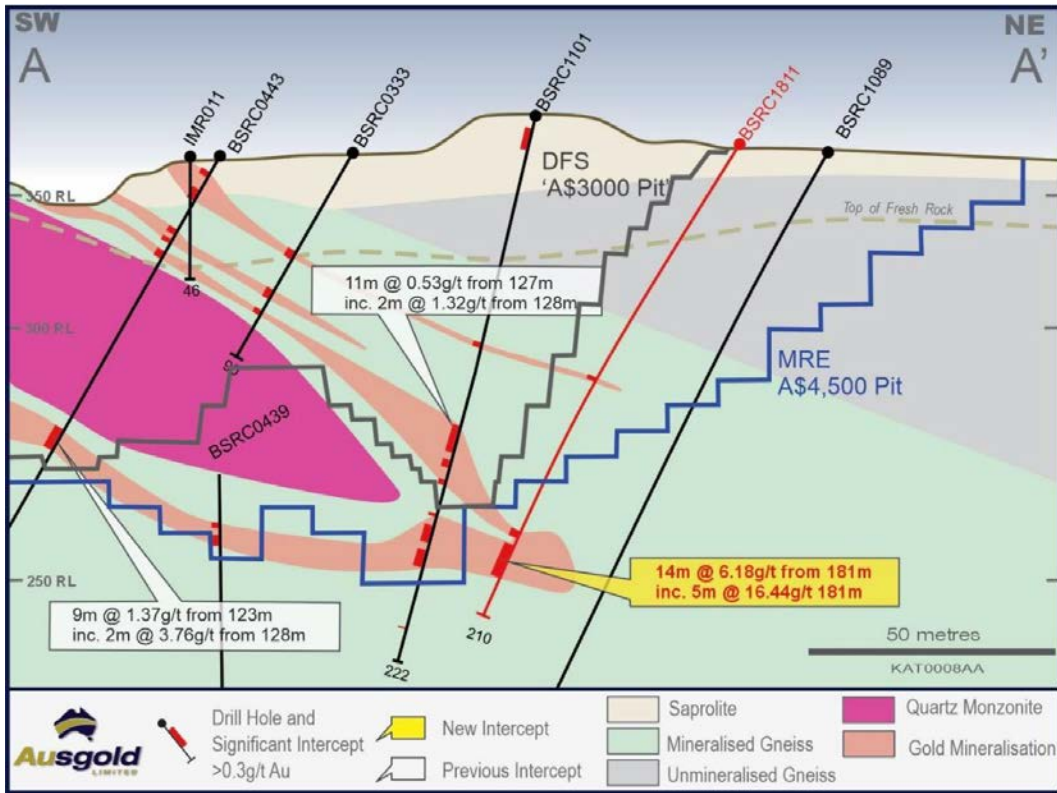 SW
NE
A
A'
IMR011
BSRC0443
BSRC0333
BSRC1101
BSRC1811
BSRC1089
DFS
'A$3000 Pit'
350 RL
Top of Fresh Rock
46
11m @ 0.53g/t from 127m
inc. 2m @ 1.32g/t from 128m
300 RL
MRE
A$4,500 Pit
BSRC0439
250 RL
14m @ 6.18g/t from 181m
inc. 5m @ 16.44g/t 181m
9m @ 1.37g/t from 123m
inc. 2m @ 3.76g/t from 128m
210
222
50 metres
KAT0008AA
Ausgold
LIMITED
Drill Hole and
Significant Intercept
>0.3g/t Au
New Intercept
Previous Intercept
Saprolite
Mineralised Gneiss
Unmineralised Gneiss
Quartz Monzonite
Gold Mineralisation